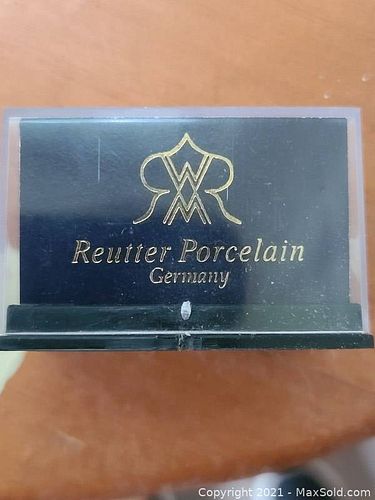 Reutter Porcelain
Germany
Copyright 2021 - MaxSold.com